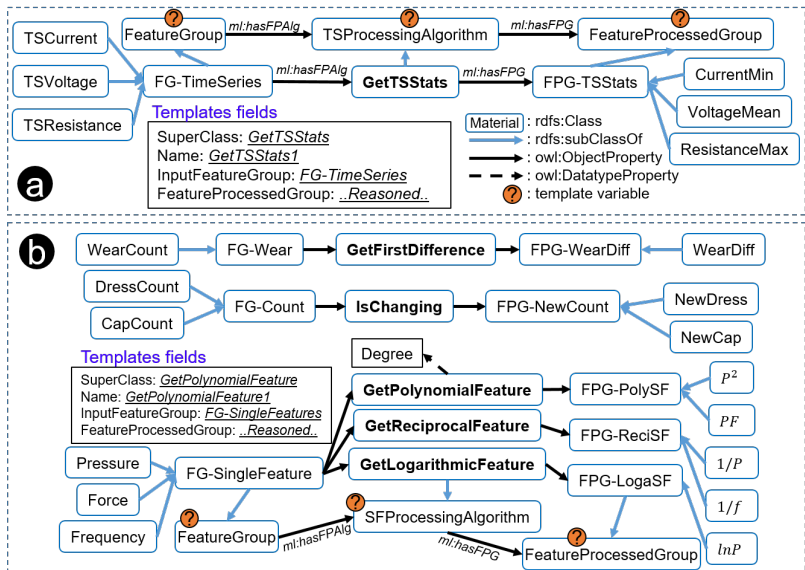 FeatureGroup
ml:hasFPAlg
TSProcessingAlgorithm
ml:hasFPG
FeatureProcessedGroup
?
?
?
TSCurrent
TSVoltage
TSResistance
FG-TimeSeries
ml:hasFPAlg
GetTSStats
ml:hasFPG
FPG-TSStats
CurrentMin
VoltageMean
ResistanceMax
Templates fields
SuperClass: GetTSStats
Name: GetTSStats1
InputFeatureGroup: FG-TimeSeries
FeatureProcessedGroup: ..Reasoned..
Material : rdfs:Class
: rdfs:subClassOf
: owl:ObjectProperty
: owl:DatatypeProperty
? : template variable
a
b
WearCount
FG-Wear
GetFirstDifference
FPG-WearDiff
WearDiff
DressCount
CapCount
FG-Count
IsChanging
FPG-NewCount
NewDress
NewCap
Templates fields
SuperClass: GetPolynomialFeature
Name: GetPolynomialFeature1
InputFeatureGroup: FG-SingleFeatures
FeatureProcessedGroup: ..Reasoned..
Degree
GetPolynomialFeature
FPG-PolySF
P²
PF
GetReciprocalFeature
FPG-ReciSF
1/P
1/f
Pressure
Force
Frequency
FG-SingleFeature
GetLogarithmicFeature
FPG-LogaSF
lnP
?
FeatureGroup
ml:hasFPAlg
?
SFProcessingAlgorithm
ml:hasFPG
?
FeatureProcessedGroup